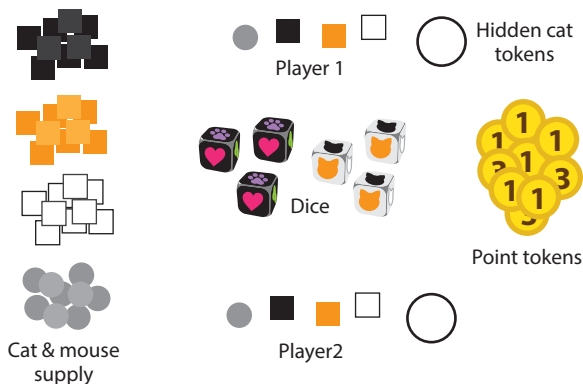 Hidden cat
tokens
Player 1
1
1
1
3
1
3
1
1
3
Dice
Point tokens
Player2
Cat & mouse
supply